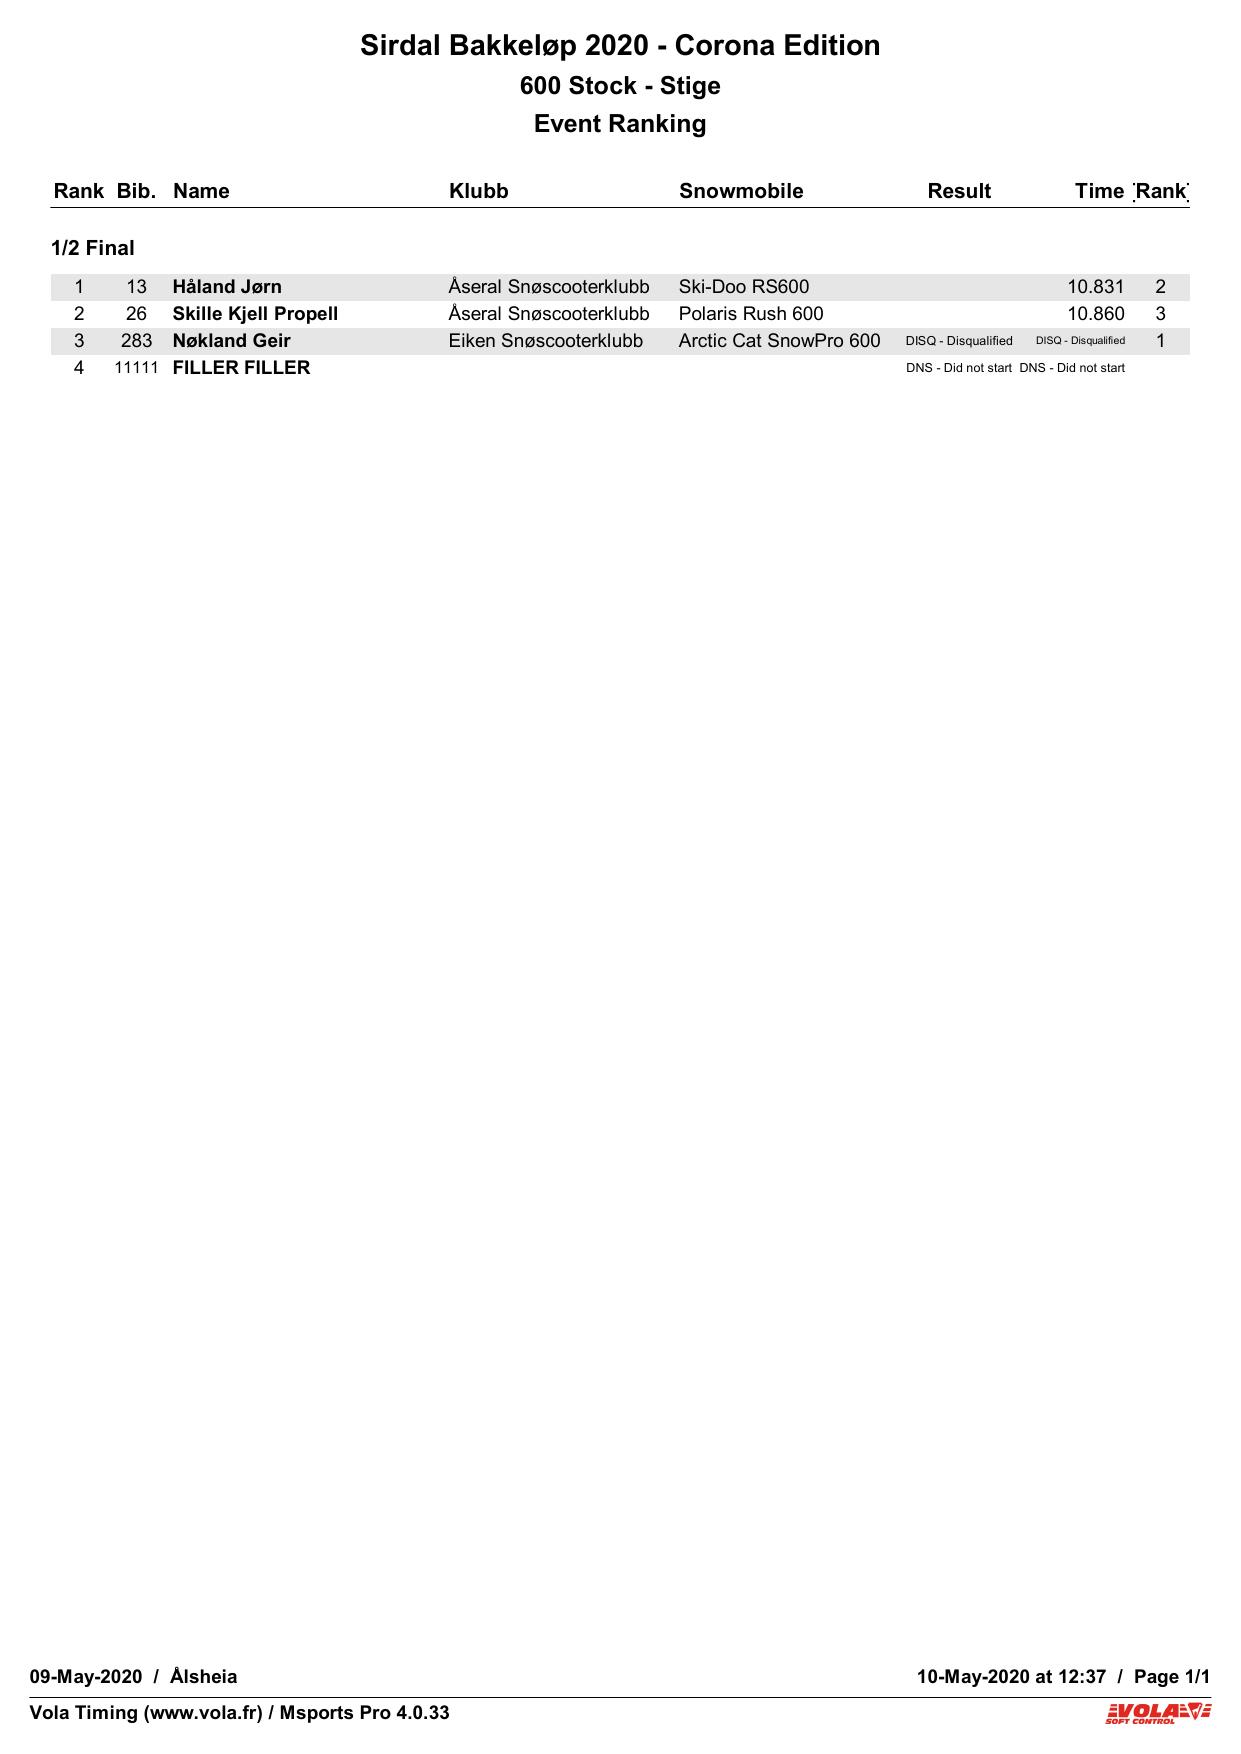 Sirdal Bakkeløp 2020 - Corona Edition
600 Stock - Stige
Event Ranking
Rank Bib. Name Klubb Snowmobile Result Time [Rank]
1/2 Final
1 13 Håland Jørn Åseral Snøscooterklubb Ski-Doo RS600 10.831 2
2 26 Skille Kjell Propell Åseral Snøscooterklubb Polaris Rush 600 10.860 3
3 283 Nøkland Geir Eiken Snøscooterklubb Arctic Cat SnowPro 600 DISQ - Disqualified DISQ - Disqualified 1
4 11111 FILLER FILLER DNS - Did not start DNS - Did not start
09-May-2020 / Ålsheia 10-May-2020 at 12:37 / Page 1/1
Vola Timing (www.vola.fr) / Msports Pro 4.0.33 VOLA
SOFT CONTROL